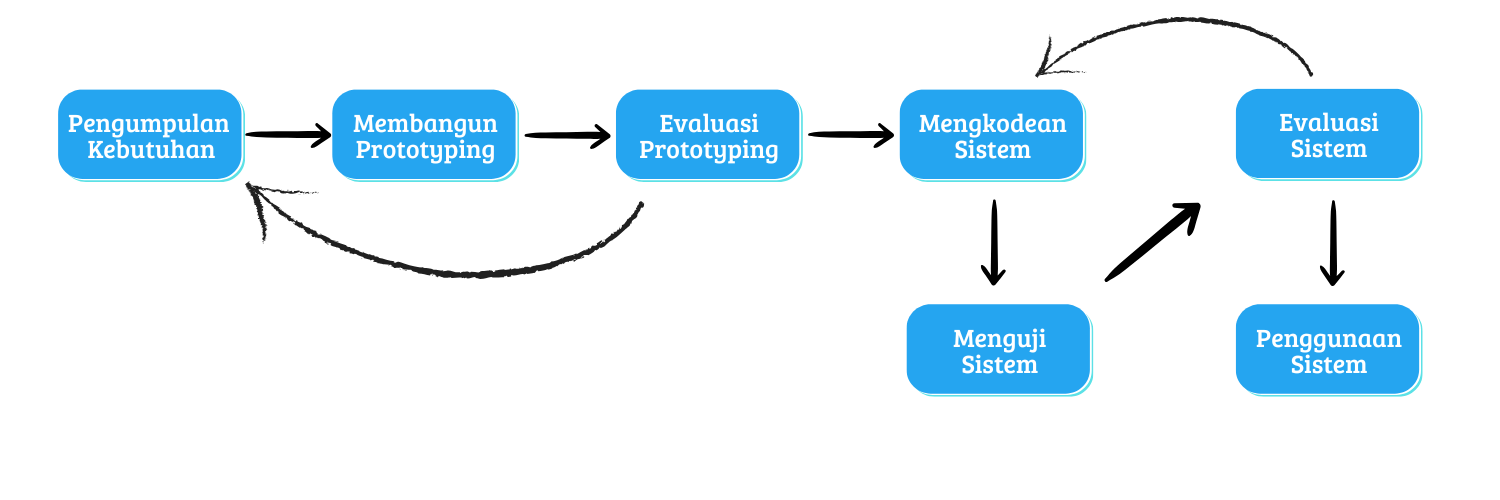 Pengumpulan
Kebutuhan
Membangun
Prototyping
Evaluasi
Prototyping
Mengkodean
Sistem
Evaluasi
Sistem
Menguji
Sistem
Penggunaan
Sistem